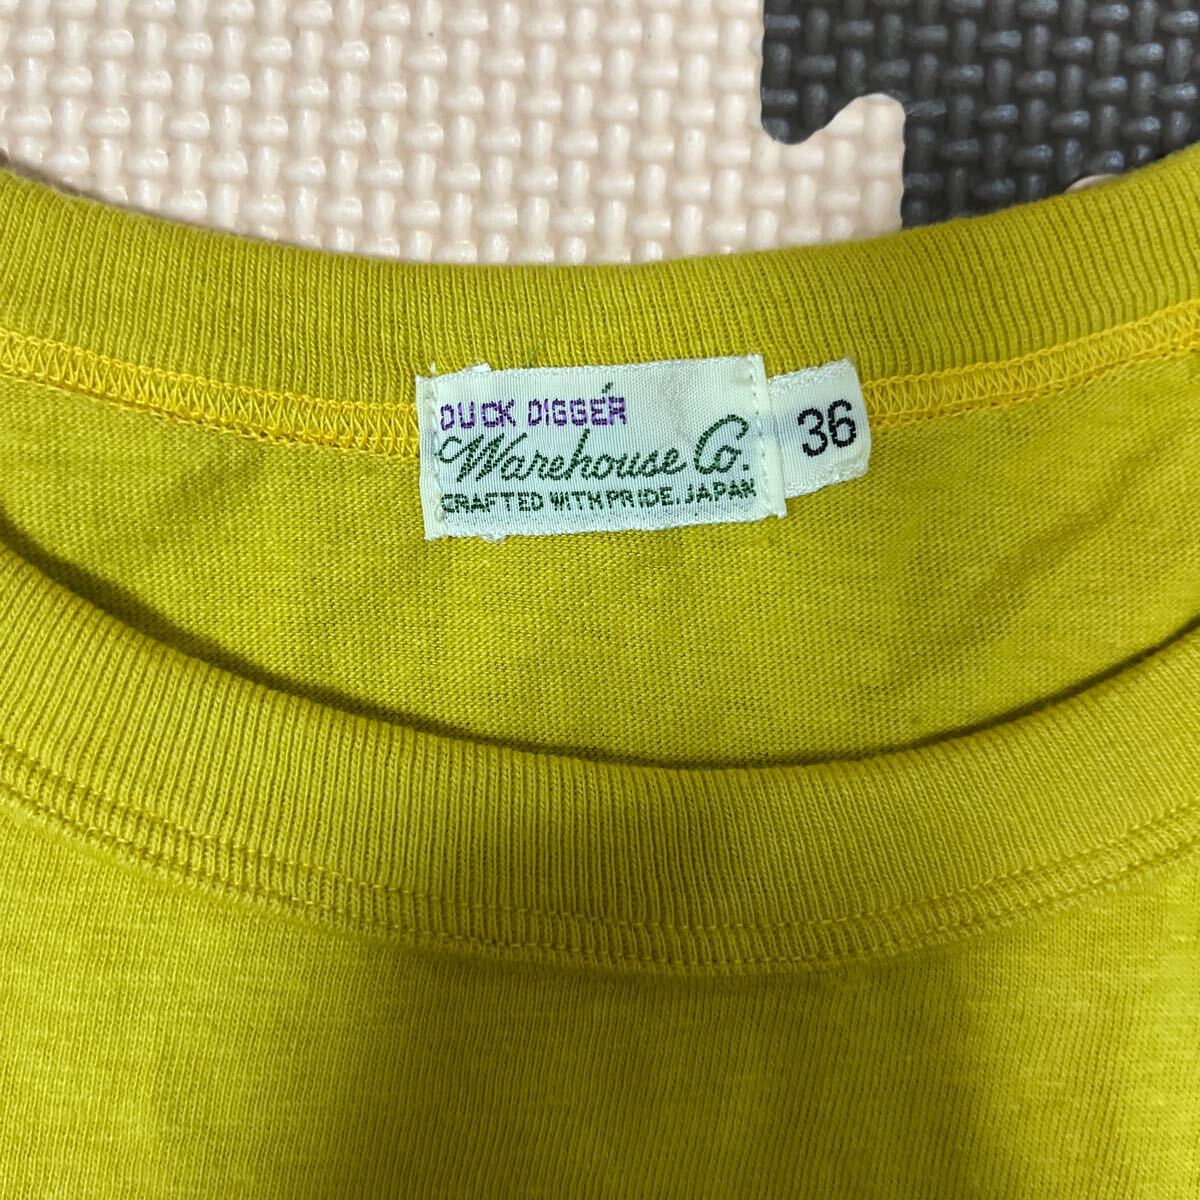 DUCK DIGGER
Warehouse Co.
CRAFTED WITH PRIDE. JAPAN
36